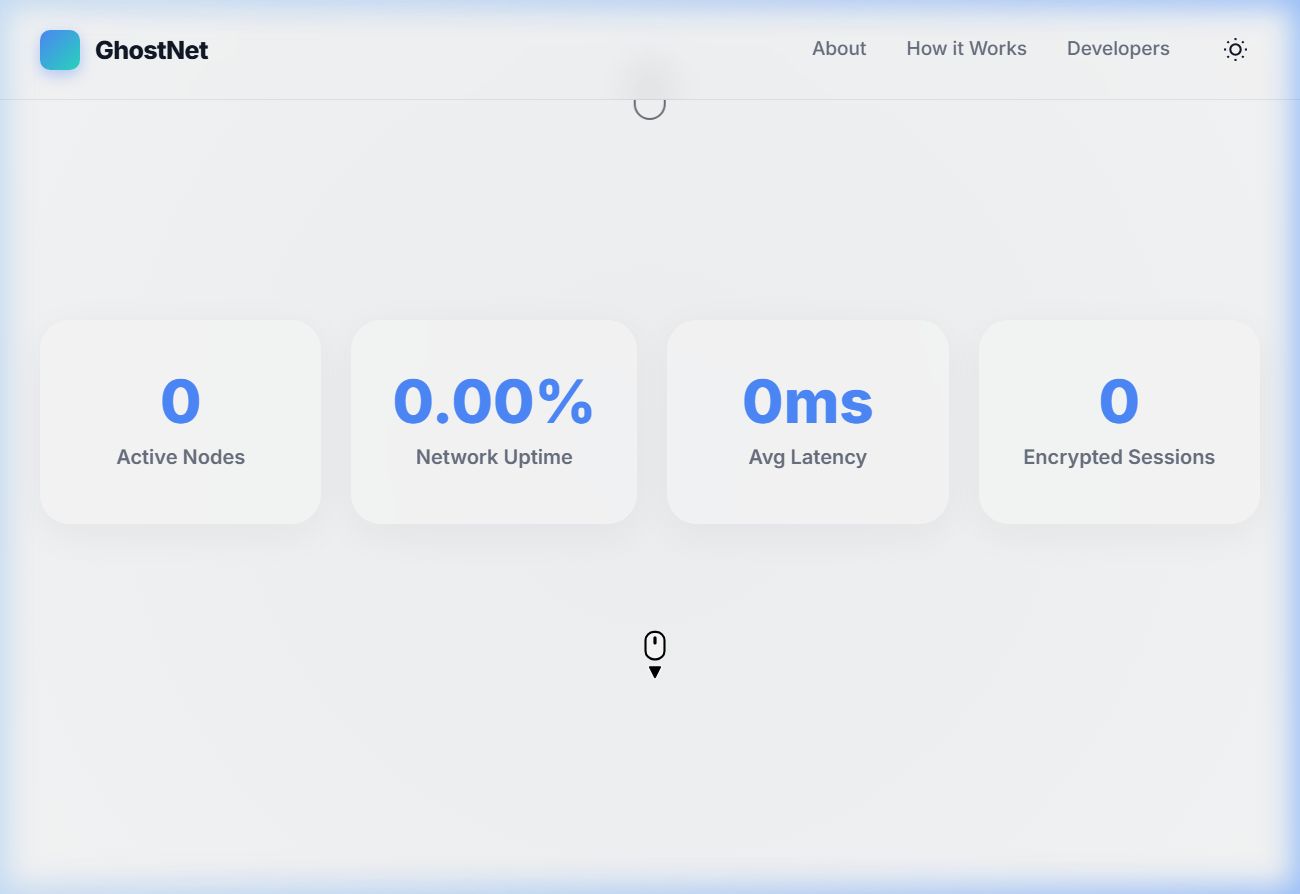 GhostNet
About How it Works Developers
0 0.00% 0ms 0
Active Nodes Network Uptime Avg Latency Encrypted Sessions